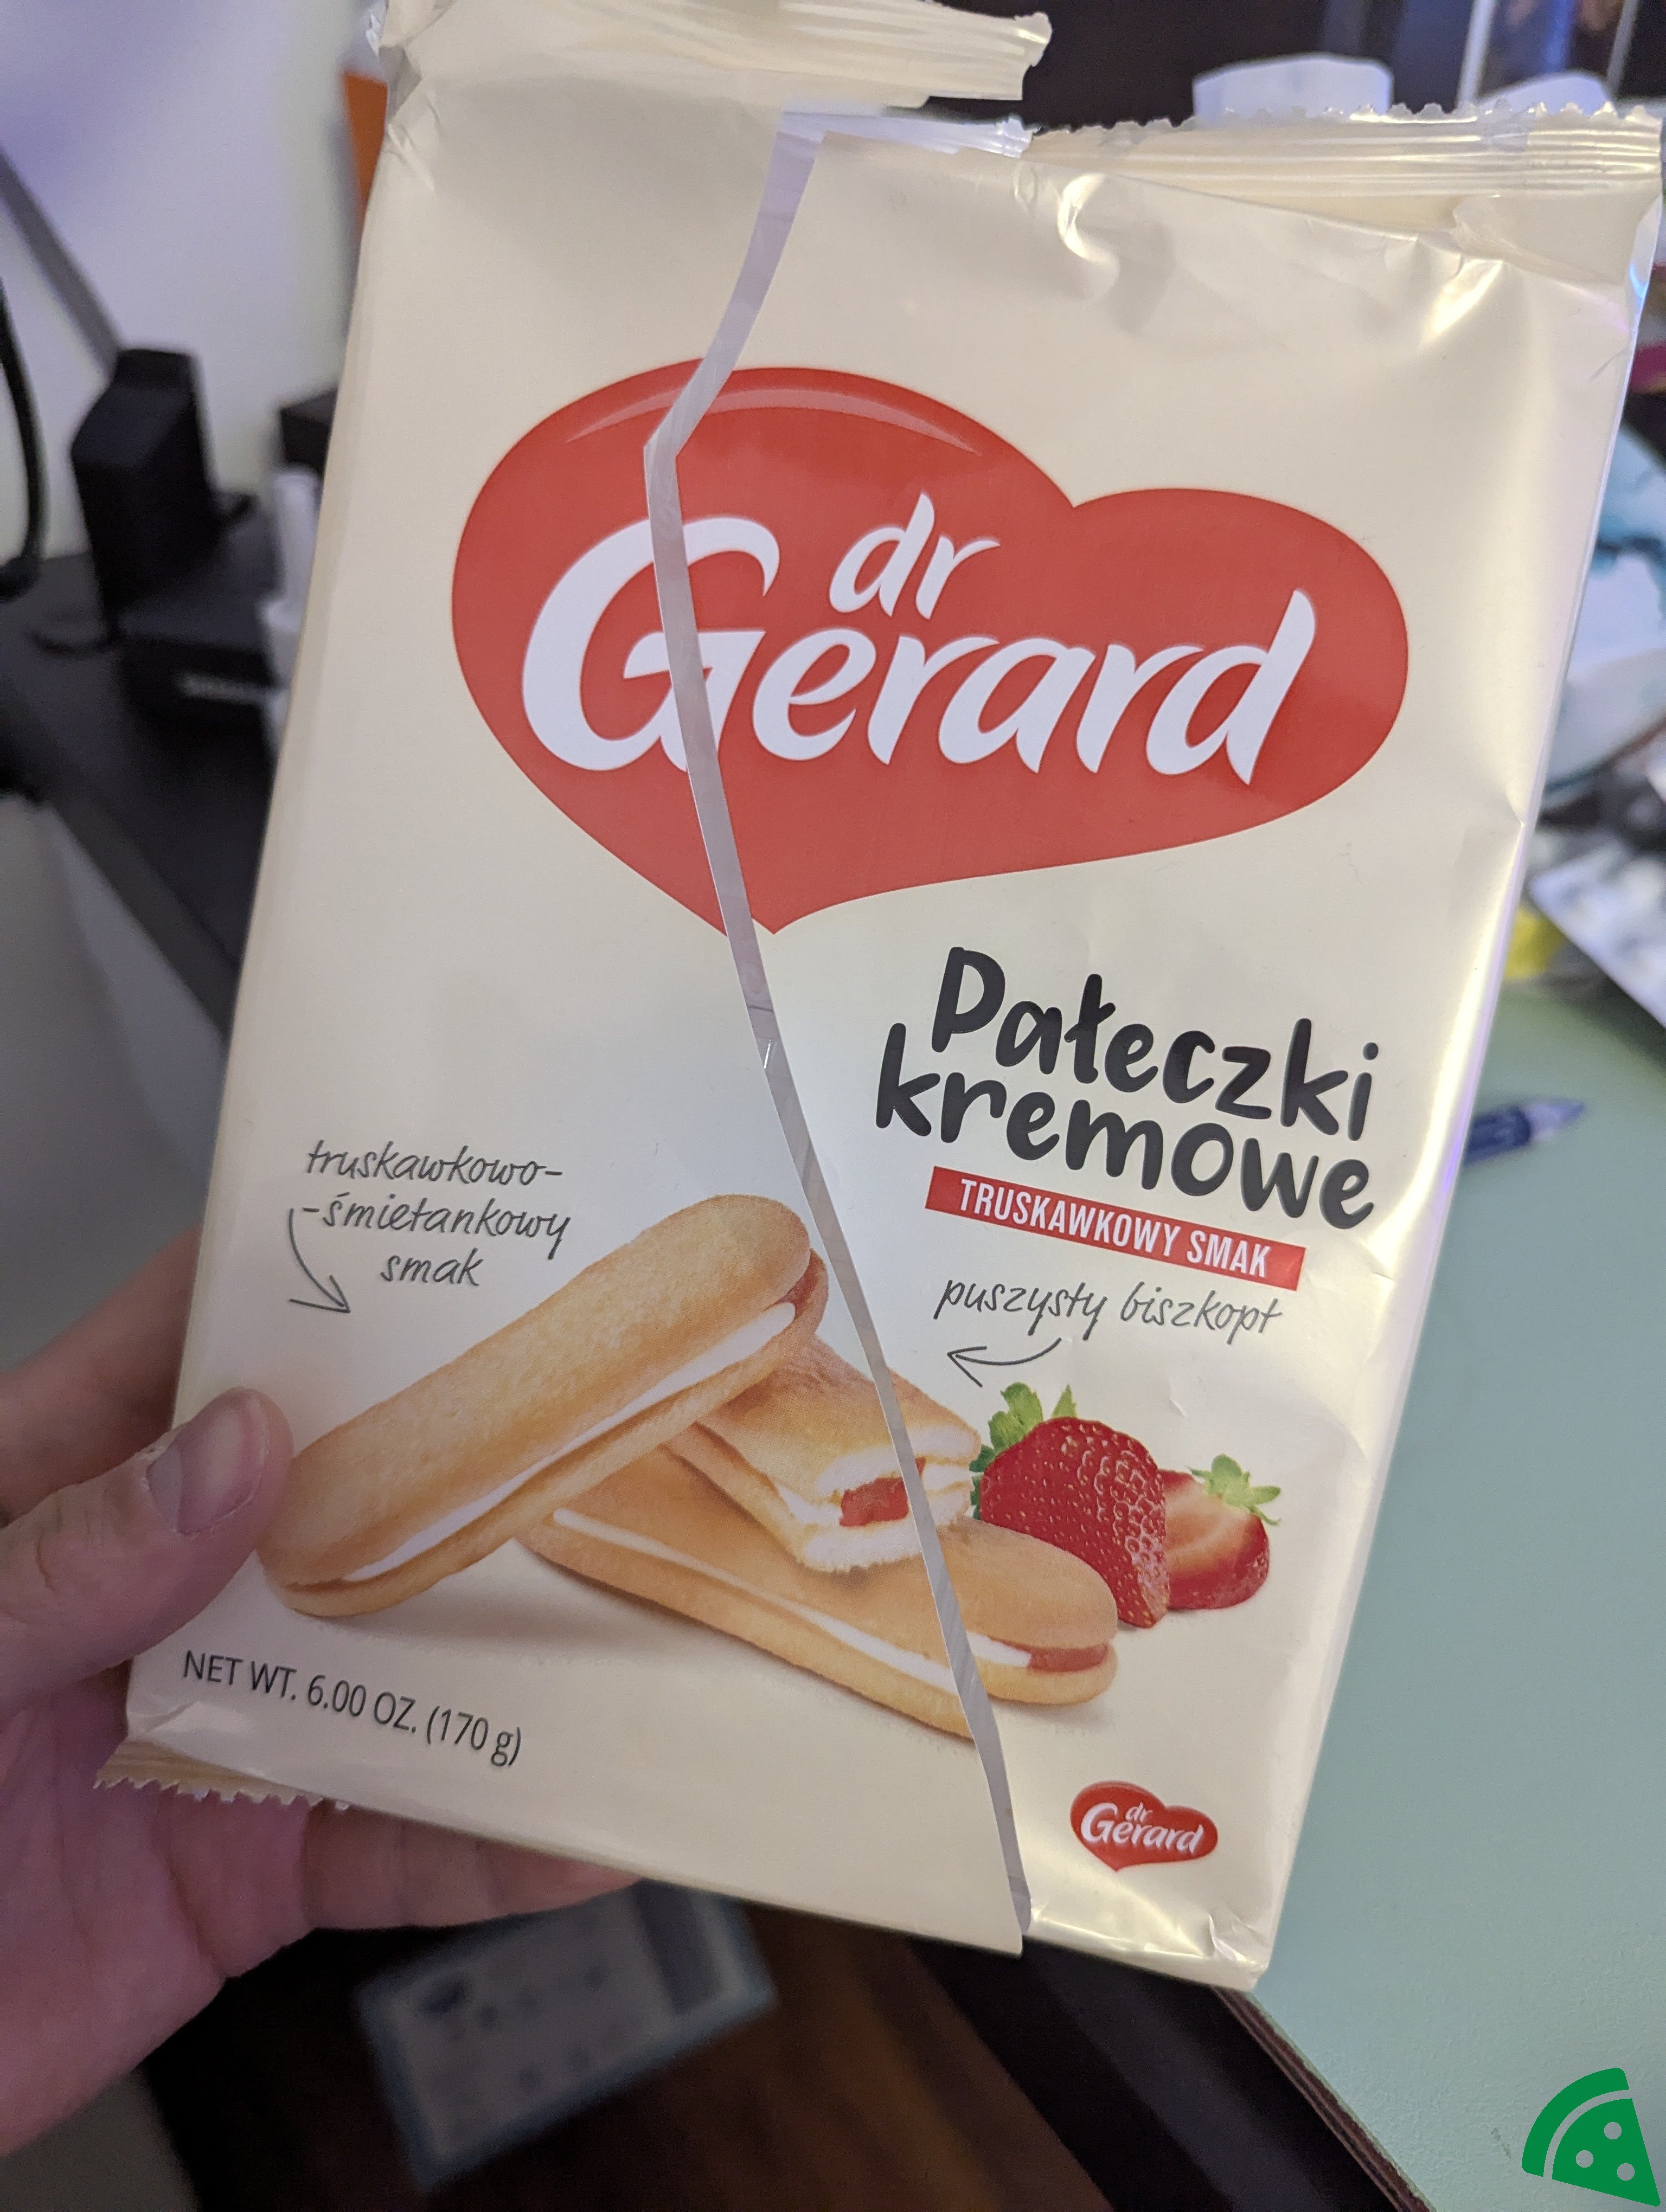 dr
Gerard
Pałeczki
kremowe
TRUSKAWKOWY SMAK
truskawkowo-
-śmietankowy
smak
puszysty biszkopt
NET WT. 6.00 OZ. (170 g)
dr
Gerard